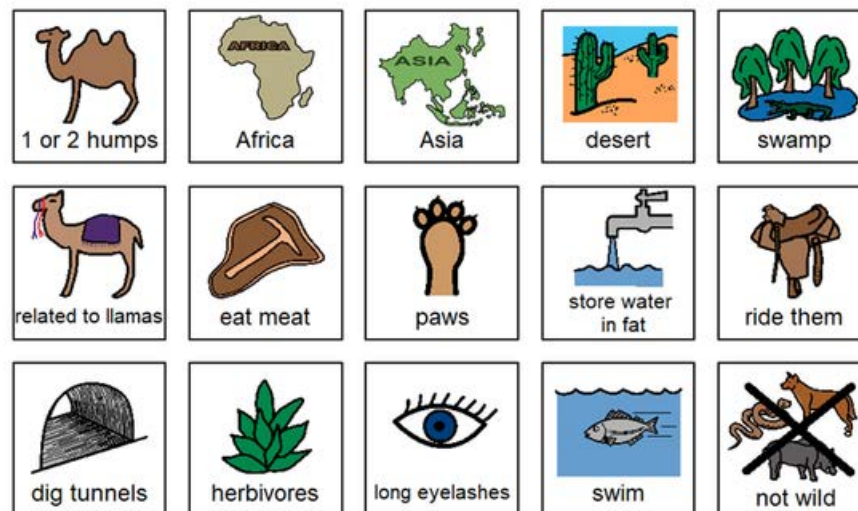 AFRICA
ASIA
1 or 2 humps
Africa
Asia
desert
swamp
related to llamas
eat meat
paws
store water
in fat
ride them
dig tunnels
herbivores
long eyelashes
swim
not wild